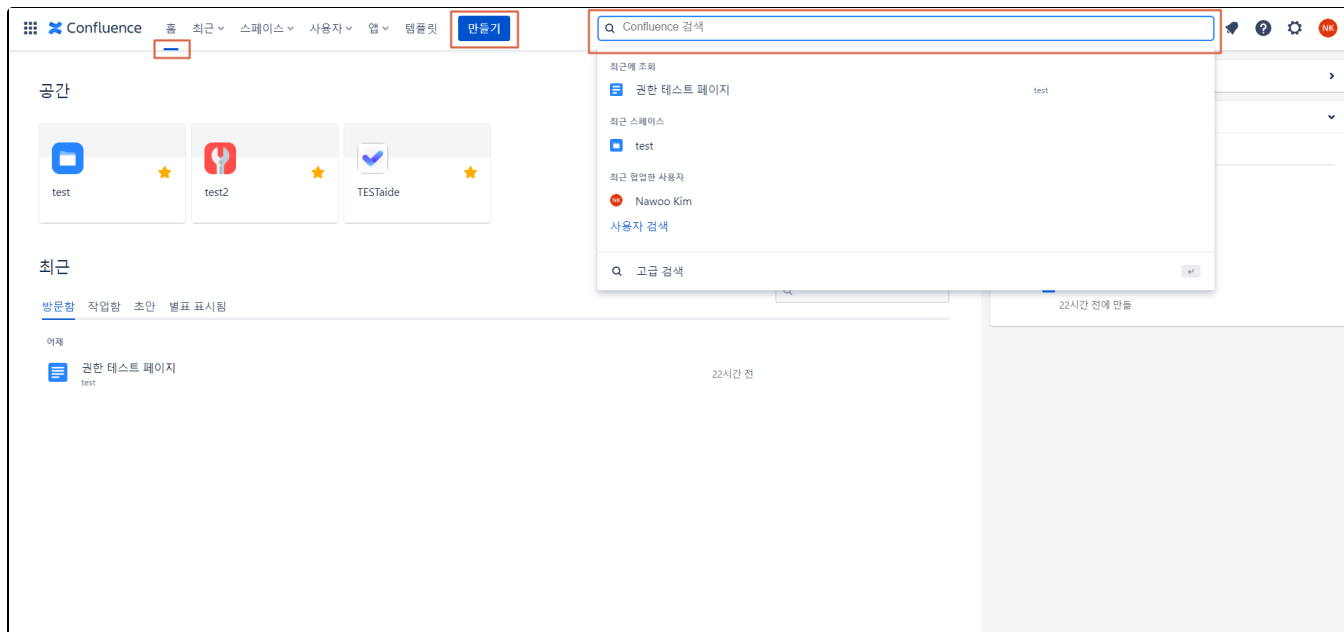 Confluence 홈 최근 스페이스 사용자 앱 템플릿 만들기 Confluence 검색 NK
공간
test test2 TESTaide
최근에 조회
권한 테스트 페이지 test
최근 스페이스
test
최근 협업한 사용자
NK Nawoo Kim
사용자 검색
고급 검색
최근
방문함 작업함 초안 별표 표시됨
어제
권한 테스트 페이지
test
22시간 전
22시간 전에 만듦